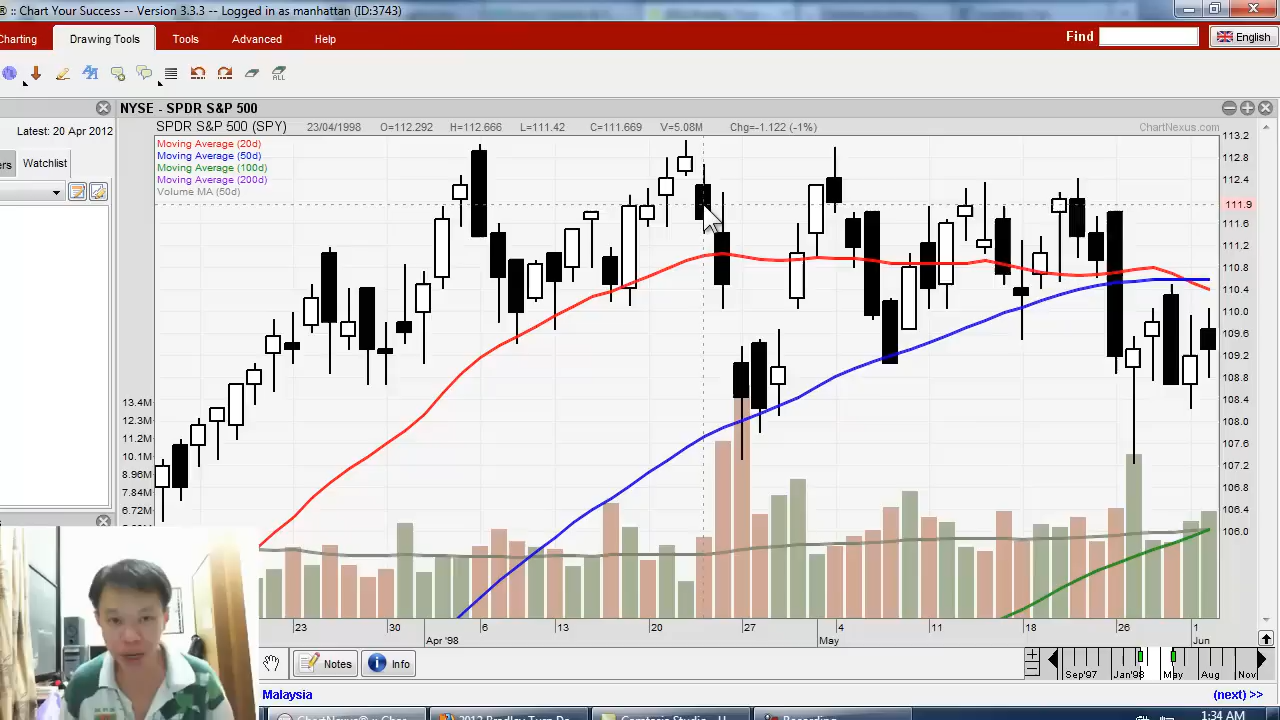 ® :: Chart Your Success -- Version 3.3.3 -- Logged in as manhattan (ID:3743)
Charting Drawing Tools Tools Advanced Help Find English
ALL
NYSE - SPDR S&P 500
Latest: 20 Apr 2012
SPDR S&P 500 (SPY) 23/04/1998 O=112.292 H=112.666 L=111.42 C=111.669 V=5.08M Chg=-1.122 (-1%) ChartNexus.com
Moving Average (20d)
Moving Average (50d)
Moving Average (100d)
Moving Average (200d)
Volume MA (50d)
ers Watchlist
113.2
112.8
112.4
111.9
111.6
111.2
110.8
110.4
110.0
109.6
109.2
108.8
108.4
108.0
107.6
107.2
106.8
106.4
106.0
13.4M
12.3M
11.2M
10.1M
8.96M
7.84M
6.72M
23 30 6 13 20 27 4 11 18 26 1
Apr '98 May Jun
Notes Info
Sep'97 Jan'98 May Aug Nov
Malaysia (next) >>
1:34 AM